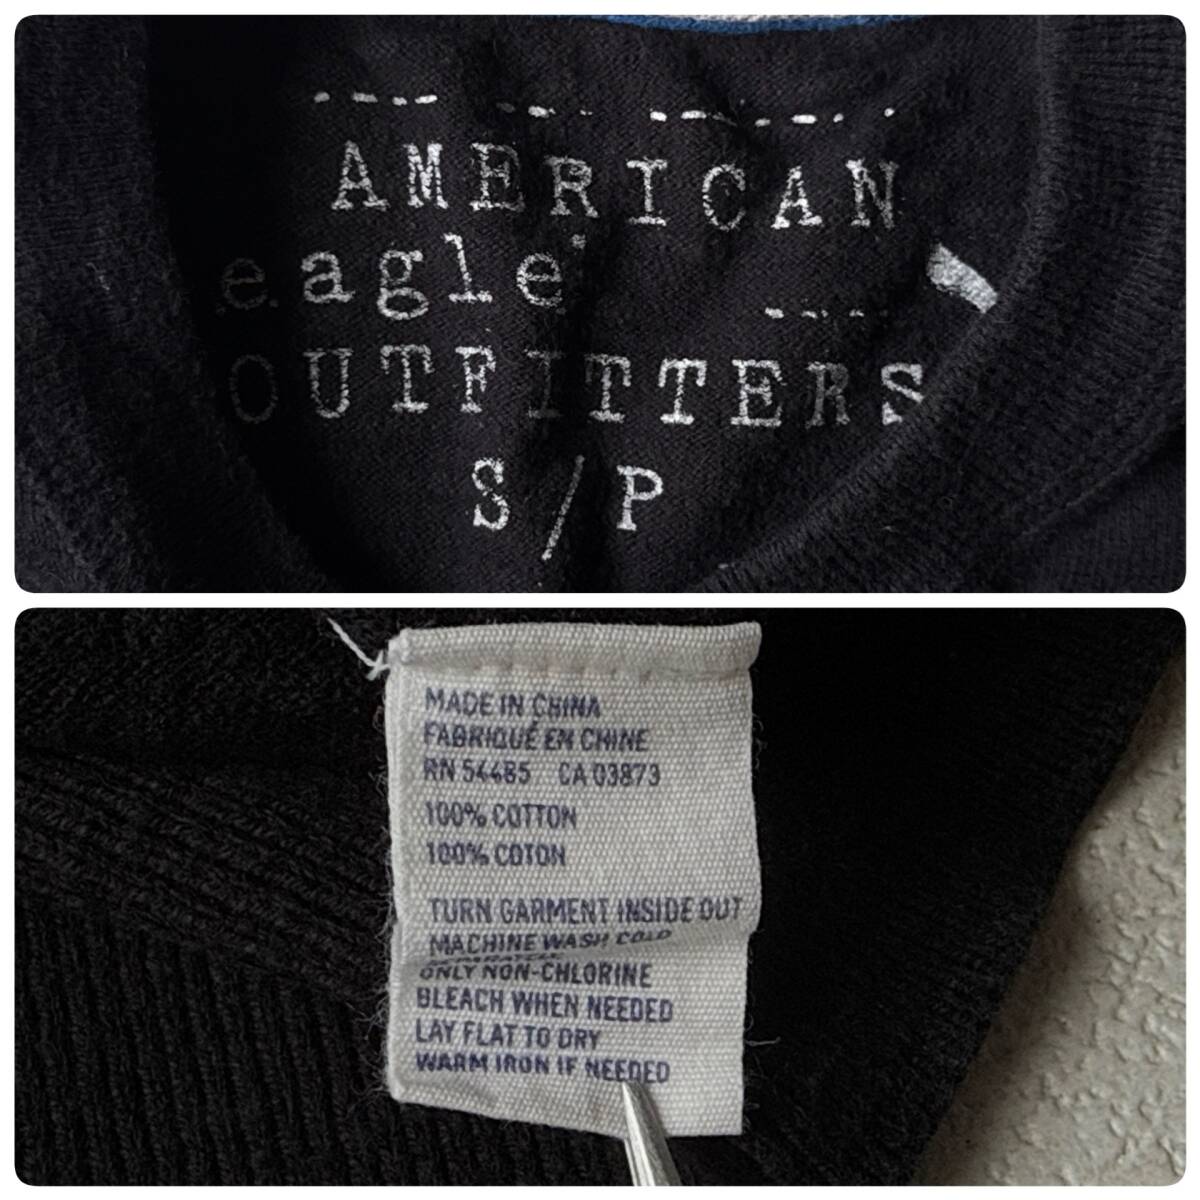 AMERICAN
eagle
OUTFITTERS
S/P
MADE IN CHINA
FABRIQUÉ EN CHINE
RN 54485 CA 03873
100% COTTON
100% COTON
TURN GARMENT INSIDE OUT
MACHINE WASH COLD
ONLY NON-CHLORINE
BLEACH WHEN NEEDED
LAY FLAT TO DRY
WARM IRON IF NEEDED